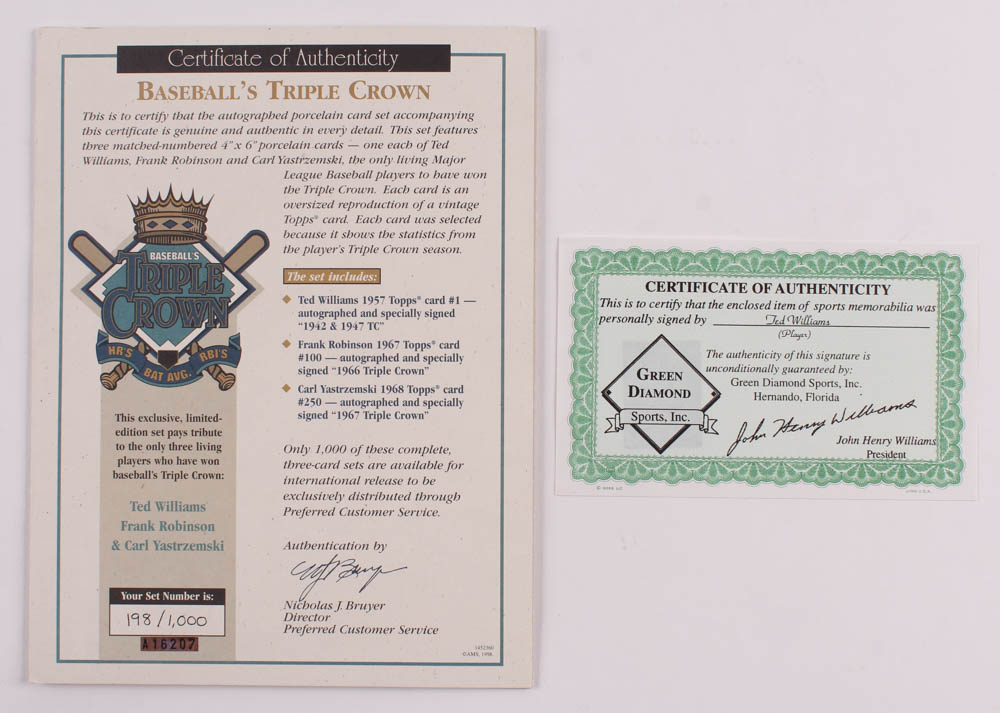 Certificate of Authenticity
BASEBALL'S TRIPLE CROWN
This is to certify that the autographed porcelain card set accompanying
this certificate is genuine and authentic in every detail. This set features
three matched-numbered 4" x 6" porcelain cards — one each of Ted
Williams, Frank Robinson and Carl Yastrzemski, the only living Major
League Baseball players to have won
the Triple Crown. Each card is an
oversized reproduction of a vintage
Topps® card. Each card was selected
because it shows the statistics from
the player's Triple Crown season.
BASEBALL'S
TRIPLE
CROWN
HR'S
BAT AVG.
RBI'S
The set includes:
Ted Williams 1957 Topps® card #1 —
autographed and specially signed
"1942 & 1947 TC"
Frank Robinson 1967 Topps® card
#100 — autographed and specially
signed "1966 Triple Crown"
Carl Yastrzemski 1968 Topps® card
#250 — autographed and specially
signed "1967 Triple Crown"
This exclusive, limited-
edition set pays tribute
to the only three living
players who have won
baseball's Triple Crown:
Ted Williams
Frank Robinson
& Carl Yastrzemski
Only 1,000 of these complete,
three-card sets are available for
international release to be
exclusively distributed through
Preferred Customer Service.
Authentication by
Nicholas J. Bruyer
Director
Preferred Customer Service
Your Set Number is:
198/1,000
A16207
1452360
©AMS, 1998.
CERTIFICATE OF AUTHENTICITY
This is to certify that the enclosed item of sports memorabilia was
personally signed by Ted Williams
(Player)
The authenticity of this signature is
unconditionally guaranteed by:
Green Diamond Sports, Inc.
Hernando, Florida
GREEN
DIAMOND
Sports, Inc.
John Henry Williams
John Henry Williams
President